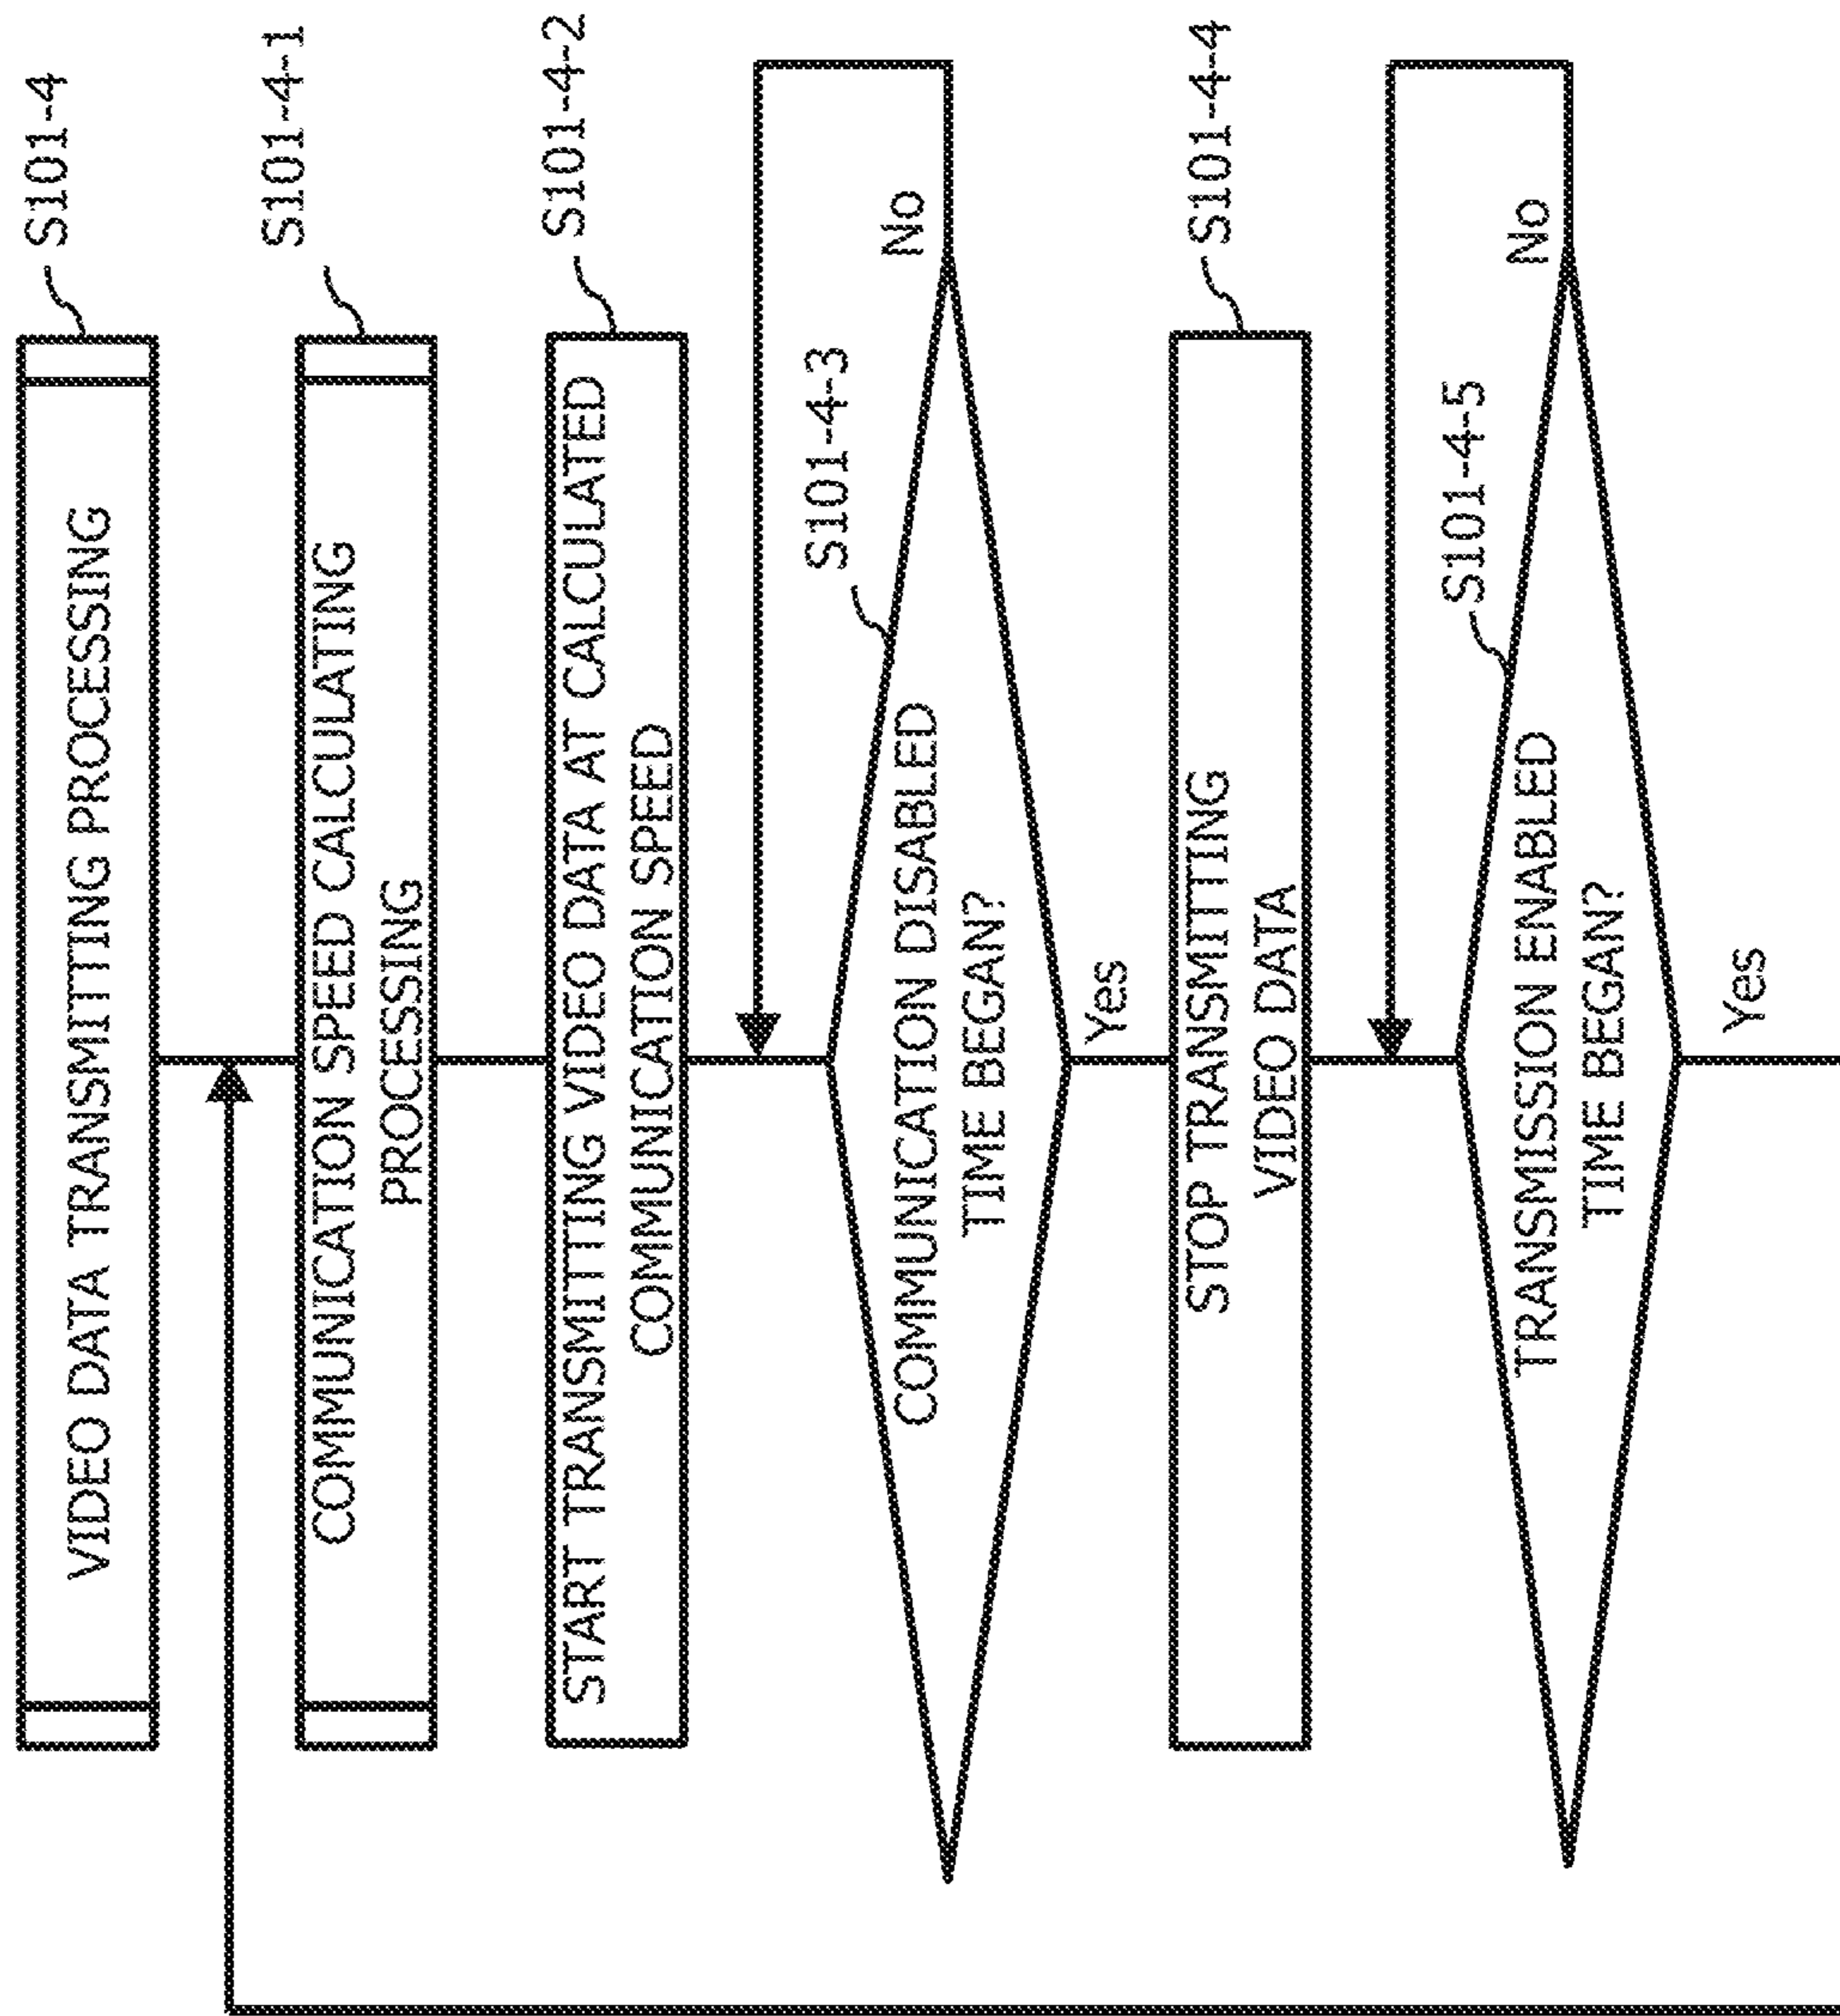 S101-4
VIDEO DATA TRANSMITTING PROCESSING
S101-4-1
COMMUNICATION SPEED CALCULATING
PROCESSING
S101-4-2
START TRANSMITTING VIDEO DATA AT CALCULATED
COMMUNICATION SPEED
S101-4-3
COMMUNICATION DISABLED
TIME BEGAN?
No
Yes
S101-4-4
STOP TRANSMITTING
VIDEO DATA
S101-4-5
TRANSMISSION ENABLED
TIME BEGAN?
No
Yes